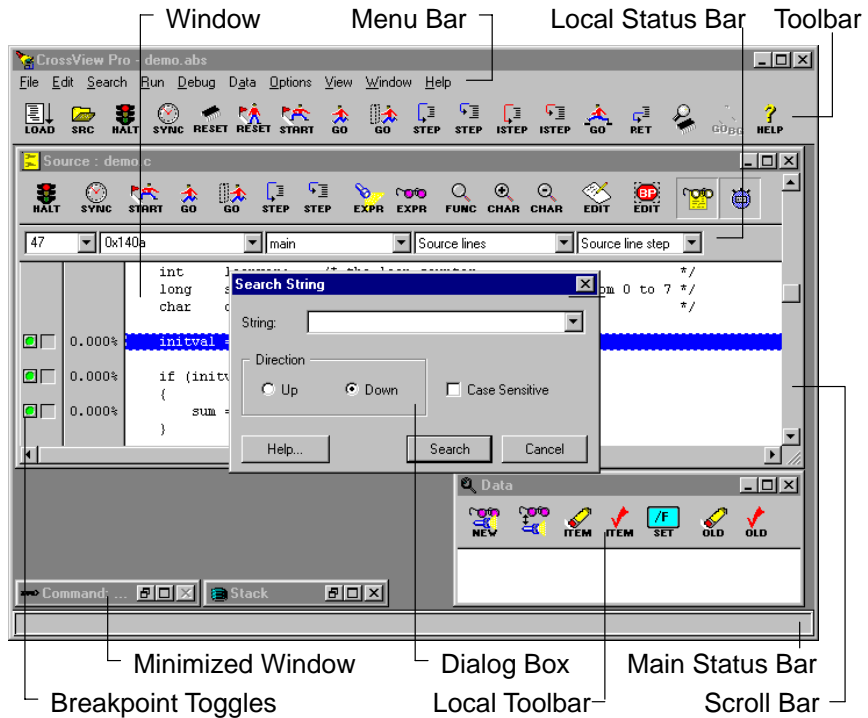 Window Menu Bar Local Status Bar Toolbar
CrossView Pro - demo.abs
File Edit Search Run Debug Data Options View Window Help
LOAD SRC HALT SYNC RESET RESET START GO GO STEP STEP ISTEP ISTEP GO RET GOBG HELP
Source : demo.c
HALT SYNC START GO GO STEP STEP EXPR EXPR FUNC CHAR CHAR EDIT BP EDIT
47 0x140a main Source lines Source line step
int /* the loop counter */
long om 0 to 7 */
char */
Search String
String:
0.000% initval =
Direction
0.000% if (initv
Up Down Case Sensitive
{
0.000% sum =
}
Help... Search Cancel
Data
NEW ITEM ITEM /F SET OLD OLD
Command: ... Stack
Minimized Window Dialog Box Main Status Bar
Breakpoint Toggles Local Toolbar Scroll Bar